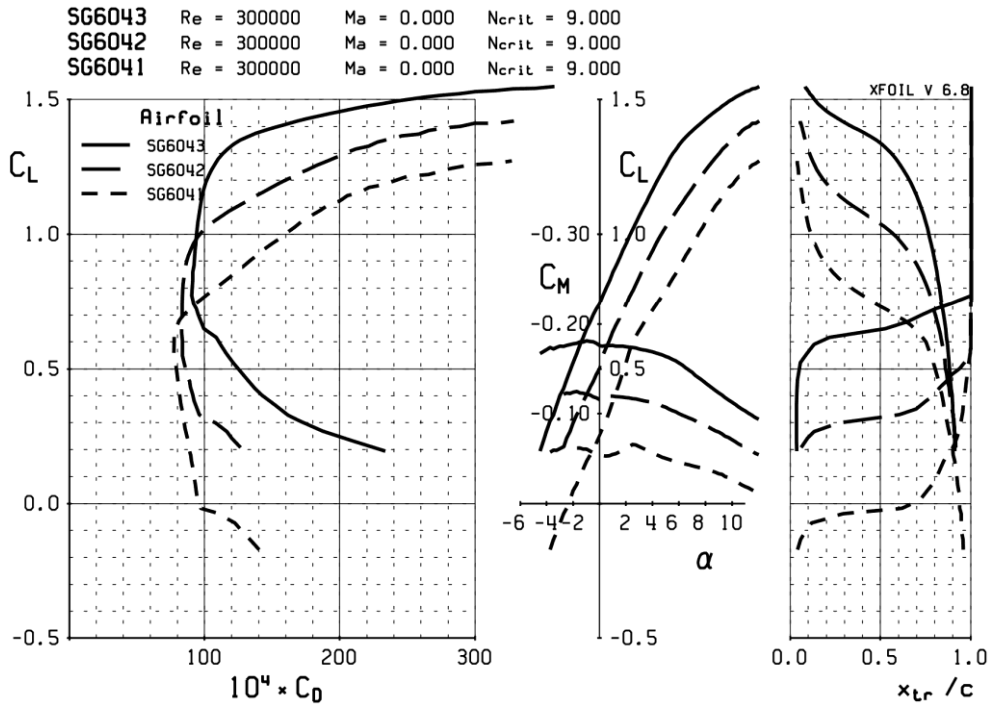 SG6043 Re = 300000 Ma = 0.000 Ncrit = 9.000
SG6042 Re = 300000 Ma = 0.000 Ncrit = 9.000
SG6041 Re = 300000 Ma = 0.000 Ncrit = 9.000
XFOIL V 6.8
Airfoil
SG6043
SG6042
SG6041
1.5
CL
1.0
0.5
0.0
-0.5
100 200 300
10⁴ × CD
1.5
CL
-0.30 1.0
CM
-0.20
0.5
-0.10
-6 -4 -2 2 4 6 8 10
α
-0.5
0.0 0.5 1.0
xtr /c